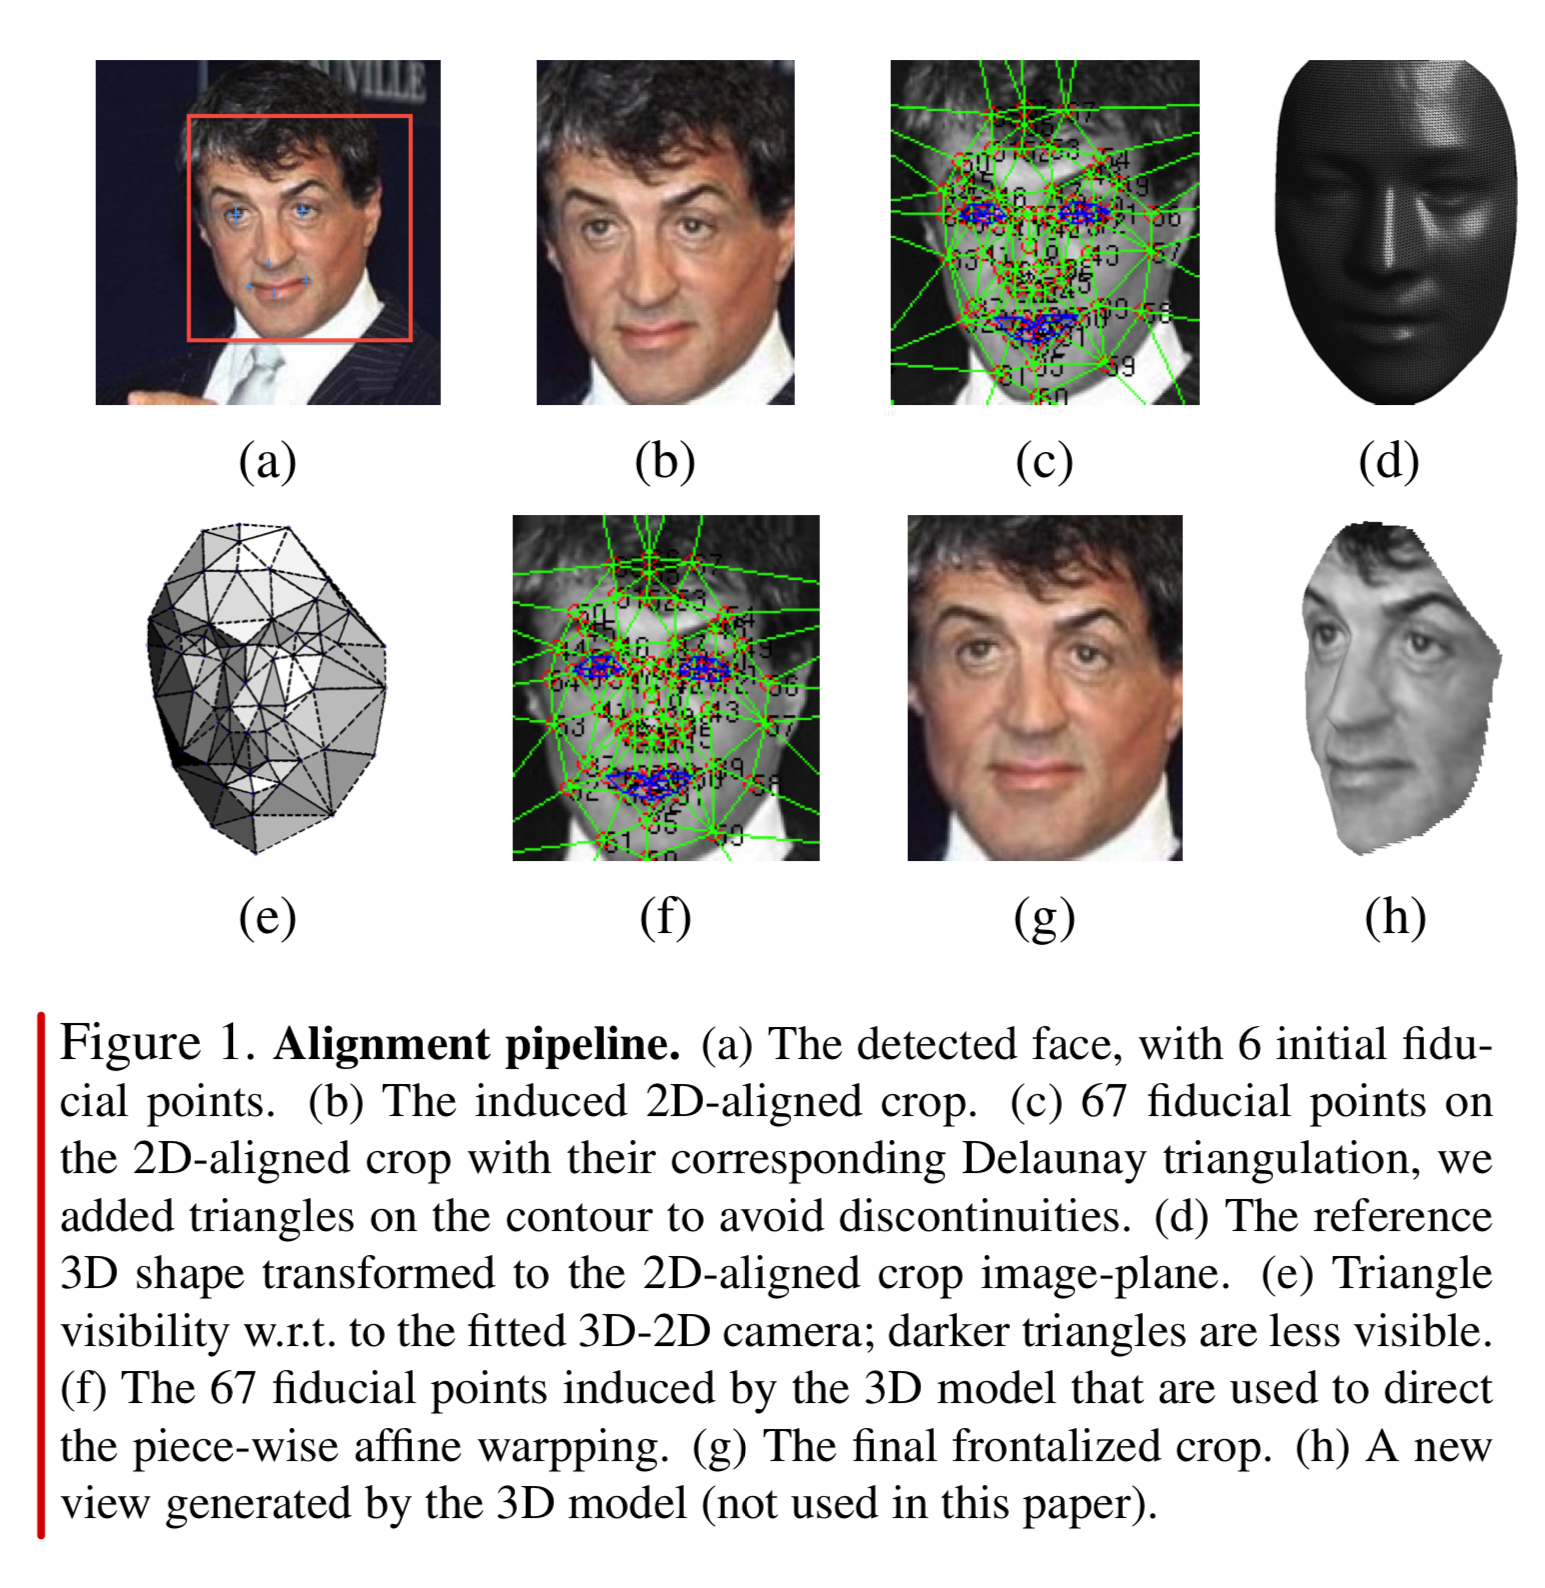 (a)
(b)
(c)
(d)
(e)
(f)
(g)
(h)
Figure 1. Alignment pipeline. (a) The detected face, with 6 initial fidu-
cial points. (b) The induced 2D-aligned crop. (c) 67 fiducial points on
the 2D-aligned crop with their corresponding Delaunay triangulation, we
added triangles on the contour to avoid discontinuities. (d) The reference
3D shape transformed to the 2D-aligned crop image-plane. (e) Triangle
visibility w.r.t. to the fitted 3D-2D camera; darker triangles are less visible.
(f) The 67 fiducial points induced by the 3D model that are used to direct
the piece-wise affine warpping. (g) The final frontalized crop. (h) A new
view generated by the 3D model (not used in this paper).